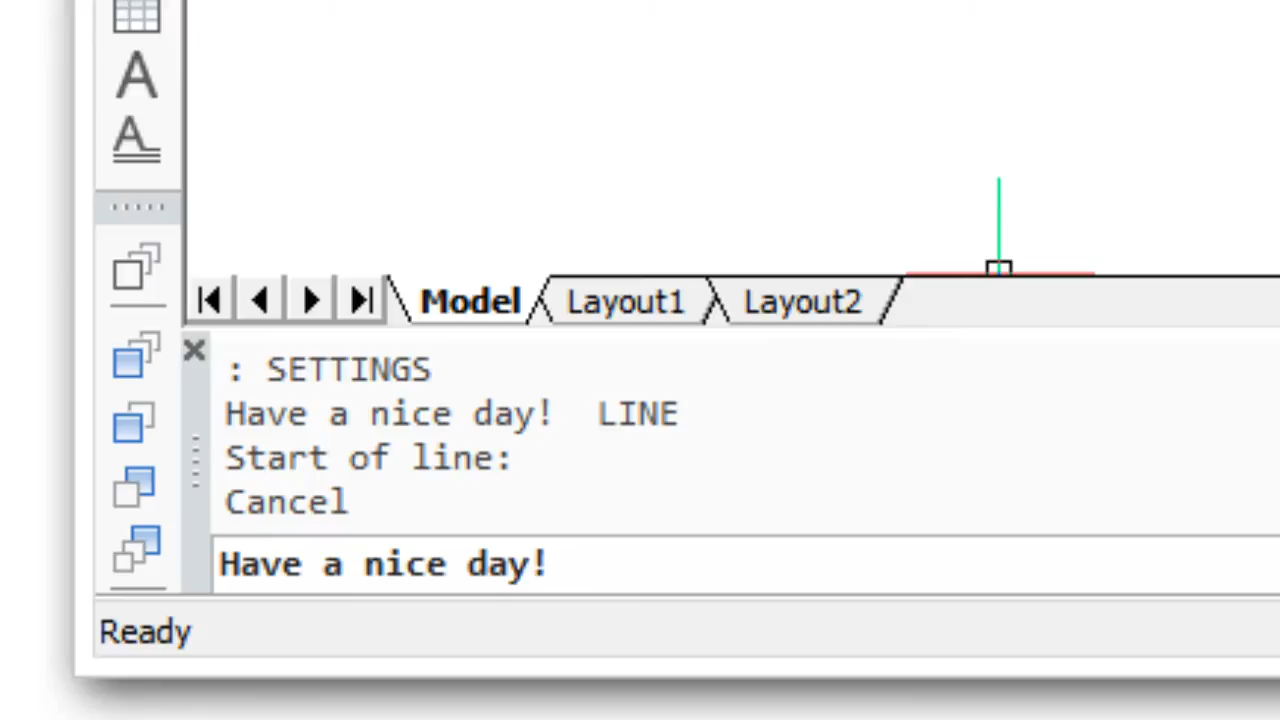 A
A
Model Layout1 Layout2
: SETTINGS
Have a nice day!  LINE
Start of line:
Cancel
Have a nice day!
Ready